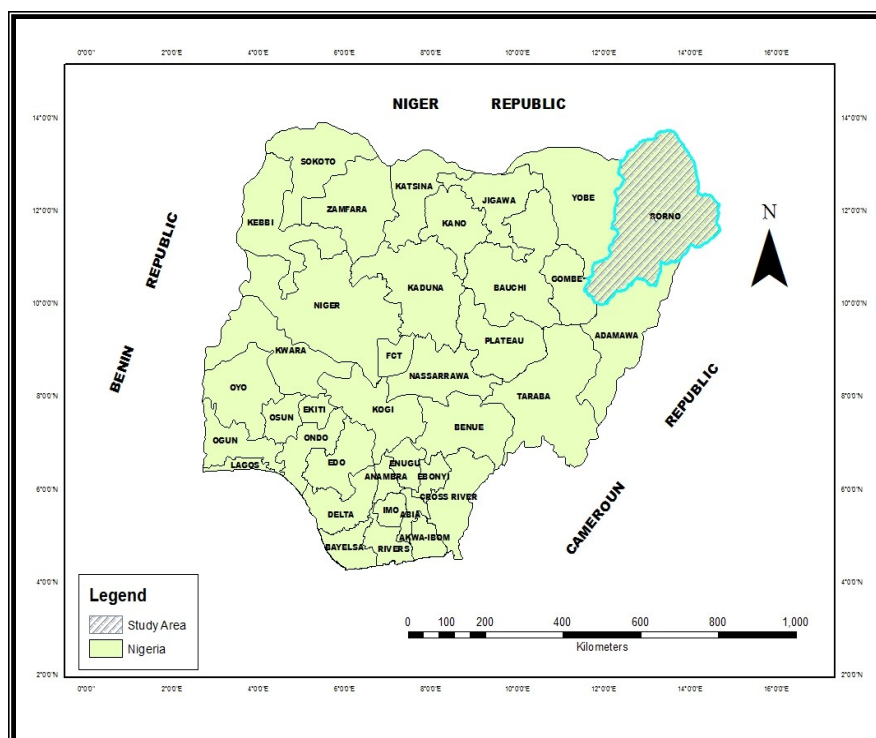 0°0'0" 2°0'0"E 4°0'0"E 6°0'0"E 8°0'0"E 10°0'0"E 12°0'0"E 14°0'0"E 16°0'0"E
NIGER REPUBLIC
14°0'0"N 14°0'0"N
SOKOTO
KATSINA
ZAMFARA
JIGAWA
YOBE
KEBBI
KANO
BORNO
12°0'0"N 12°0'0"N
N
BENIN REPUBLIC
KADUNA
BAUCHI
GOMBE
NIGER
10°0'0"N 10°0'0"N
ADAMAWA
PLATEAU
KWARA
FCT
NASSARRAWA
TARABA
CAMEROUN REPUBLIC
OYO
8°0'0"N 8°0'0"N
EKITI
KOGI
OSUN
BENUE
OGUN
ONDO
LAGOS
EDO
ENUGU
ANAMBRA
EBONYI
6°0'0"N 6°0'0"N
CROSS RIVER
DELTA
IMO
ABIA
AKWA-IBOM
BAYELSA
RIVERS
4°0'0"N 4°0'0"N
Legend
Study Area
Nigeria
0 100 200 400 600 800 1,000
Kilometers
2°0'0"N 2°0'0"N
0°0'0" 2°0'0"E 4°0'0"E 6°0'0"E 8°0'0"E 10°0'0"E 12°0'0"E 14°0'0"E 16°0'0"E